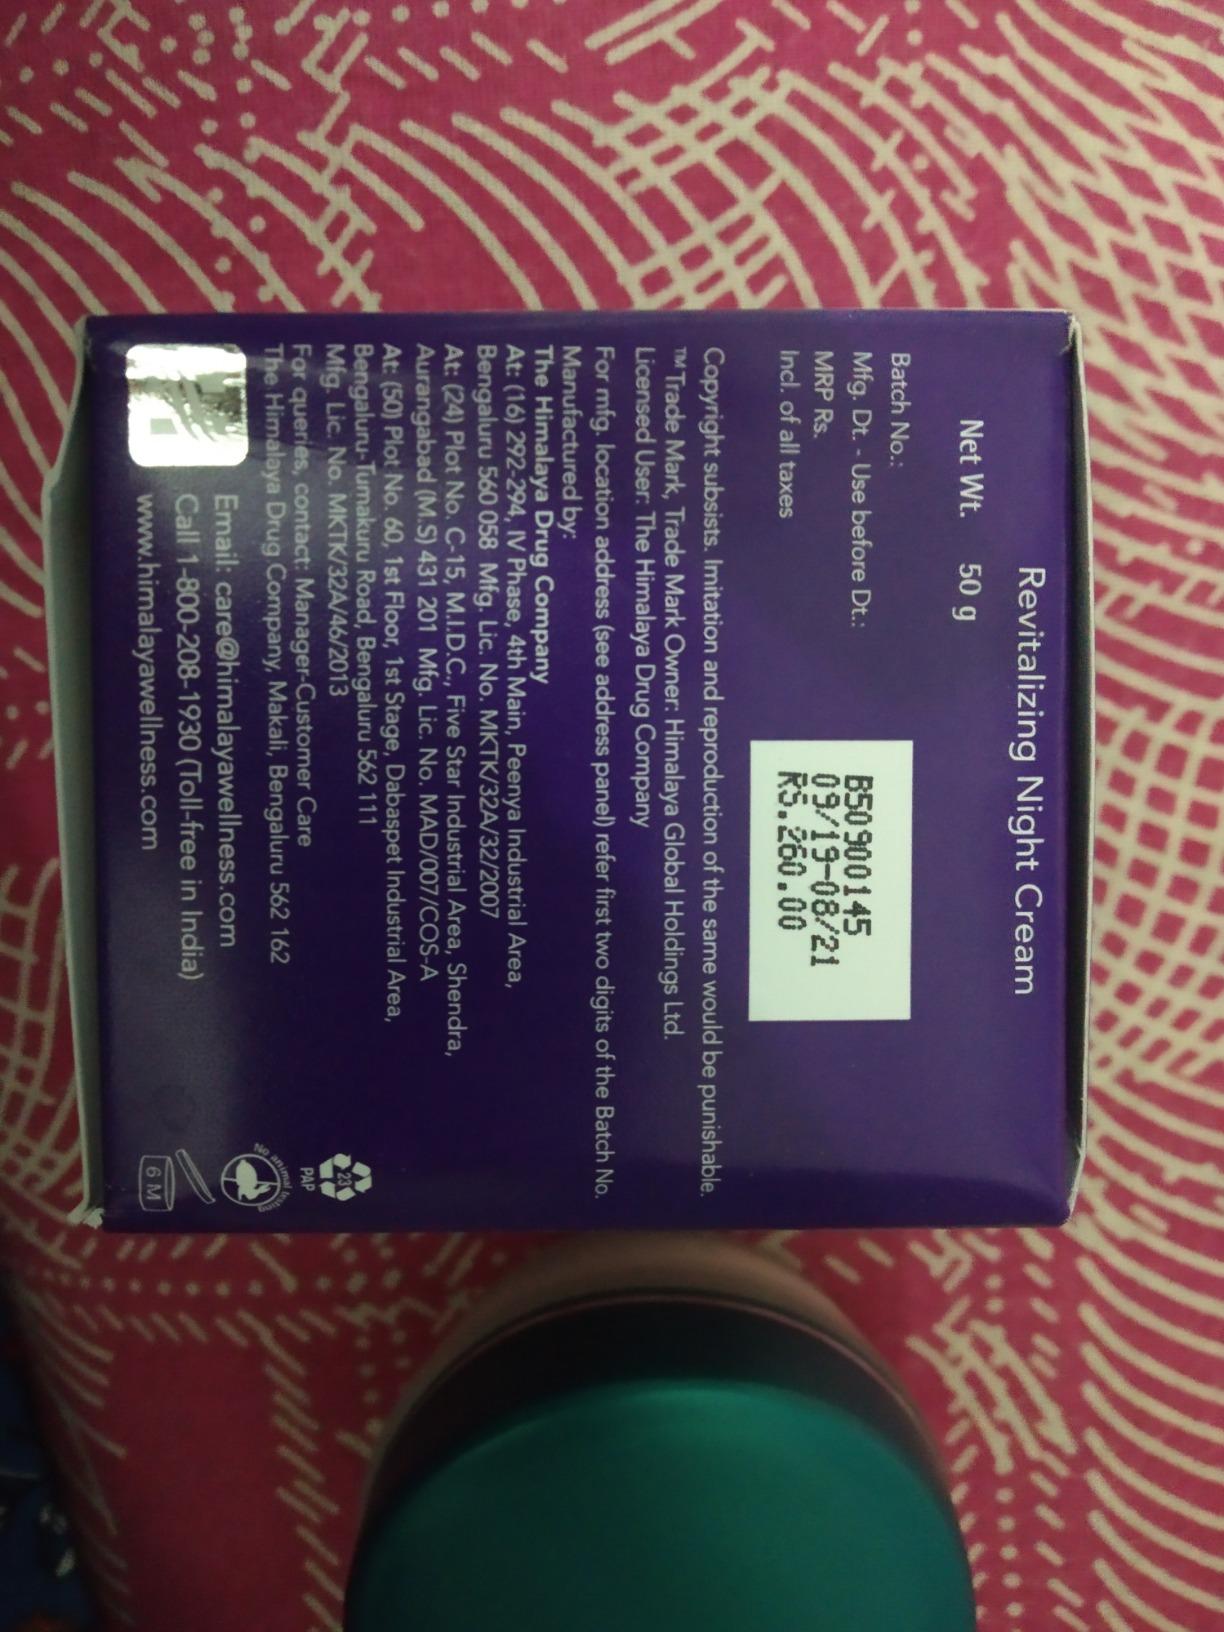 Revitalizing Night Cream
Net Wt. 50 g
Batch No.:
Mfg. Dt. - Use before Dt.:
MRP Rs.
Incl. of all taxes
B50900145
09/19-08/21
RS.260.00
Copyright subsists. Imitation and reproduction of the same would be punishable.
™Trade Mark, Trade Mark Owner: Himalaya Global Holdings Ltd.
Licensed User: The Himalaya Drug Company
For mfg. location address (see address panel) refer first two digits of the Batch No.
Manufactured by:
The Himalaya Drug Company
At: (16) 292-294, IV Phase, 4th Main, Peenya Industrial Area,
Bengaluru 560 058 Mfg. Lic. No. MKTK/32A/32/2007
At: (24) Plot No. C-15, M.I.D.C., Five Star Industrial Area, Shendra,
Aurangabad (M.S) 431 201 Mfg. Lic. No. MAD/007/COS-A
At: (50) Plot No. 60, 1st Floor, 1st Stage, Dabaspet Industrial Area,
Bengaluru-Tumakuru Road, Bengaluru 562 111
Mfg. Lic. No. MKTK/32A/46/2013
For queries, contact: Manager-Customer Care
The Himalaya Drug Company, Makali, Bengaluru 562 162
Email: care@himalayawellness.com
Call 1-800-208-1930 (Toll-free in India)
www.himalayawellness.com
23
PAP
No animal testing
6 M